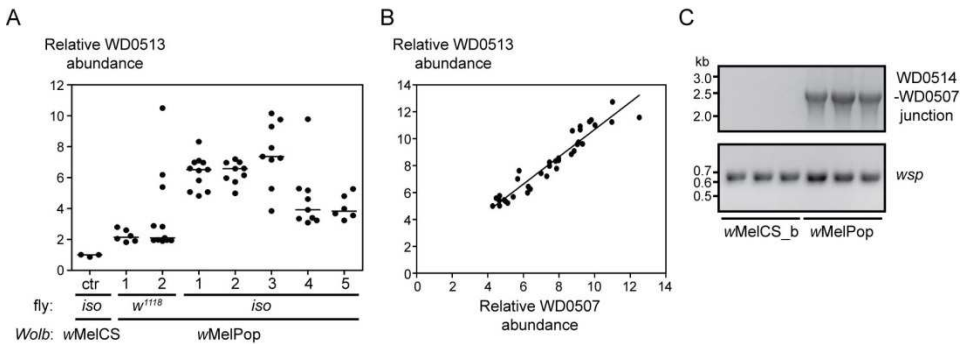 A
Relative WD0513
abundance
12
10
8
6
4
2
0
ctr 1 2 1 2 3 4 5
fly: iso w1118 iso
Wolb: wMelCS wMelPop
B
Relative WD0513
abundance
14
12
10
8
6
4
2
0
0 2 4 6 8 10 12 14
Relative WD0507
abundance
C
kb
3.0
2.5
2.0
WD0514
-WD0507
junction
0.7
0.6
0.5
wsp
wMelCS_b wMelPop